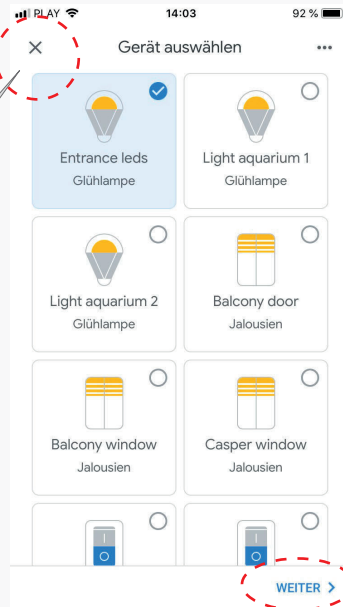 PLAY 14:03 92 %
Gerät auswählen
Entrance leds
Glühlampe
Light aquarium 1
Glühlampe
Light aquarium 2
Glühlampe
Balcony door
Jalousien
Balcony window
Jalousien
Casper window
Jalousien
WEITER